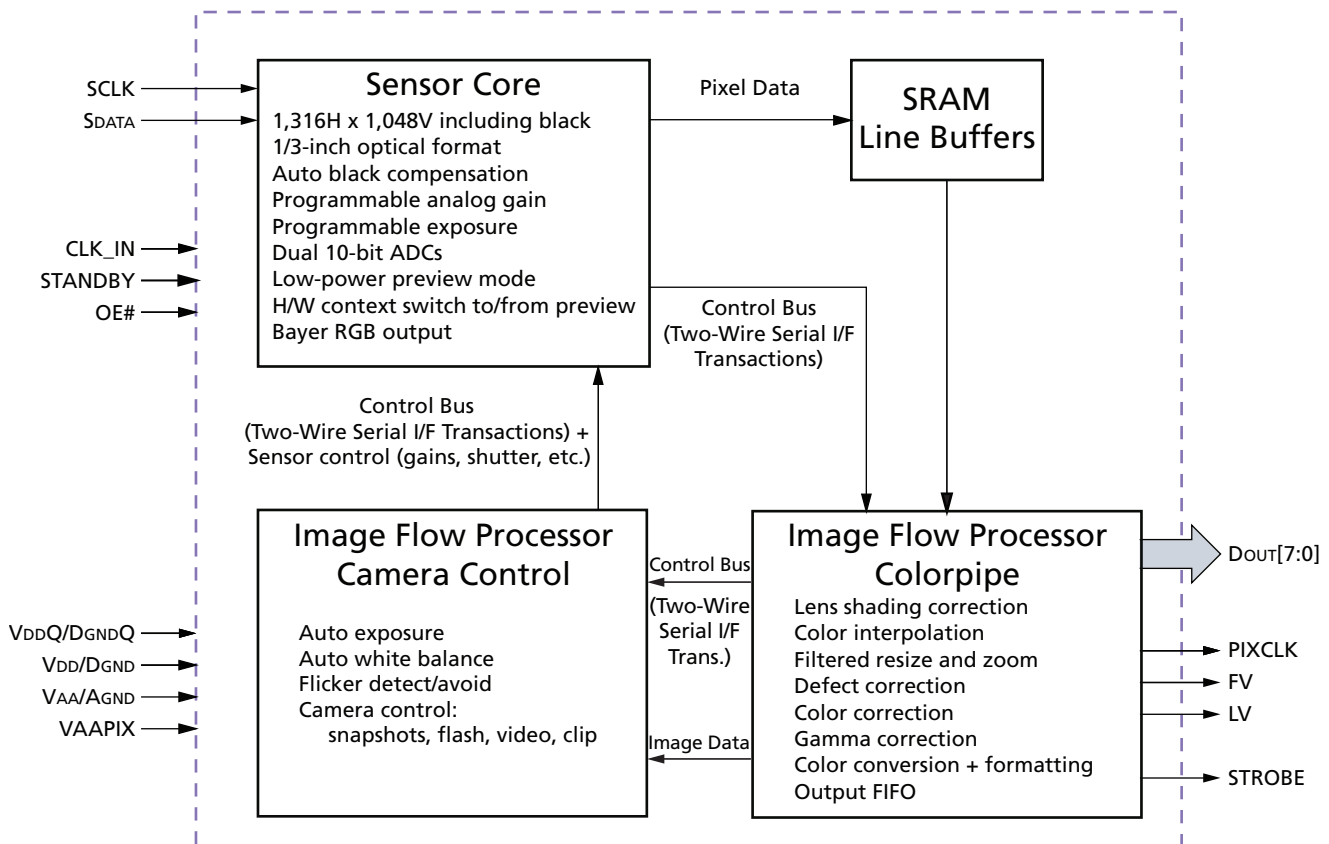 SCLK
SDATA
CLK_IN
STANDBY
OE#
VDDQ/DGNDQ
VDD/DGND
VAA/AGND
VAAPIX
Sensor Core
1,316H x 1,048V including black
1/3-inch optical format
Auto black compensation
Programmable analog gain
Programmable exposure
Dual 10-bit ADCs
Low-power preview mode
H/W context switch to/from preview
Bayer RGB output
Pixel Data
SRAM
Line Buffers
Control Bus
(Two-Wire Serial I/F
Transactions)
Control Bus
(Two-Wire Serial I/F Transactions) +
Sensor control (gains, shutter, etc.)
Image Flow Processor
Camera Control
Auto exposure
Auto white balance
Flicker detect/avoid
Camera control:
snapshots, flash, video, clip
Control Bus
(Two-Wire
Serial I/F
Trans.)
Image Data
Image Flow Processor
Colorpipe
Lens shading correction
Color interpolation
Filtered resize and zoom
Defect correction
Color correction
Gamma correction
Color conversion + formatting
Output FIFO
DOUT[7:0]
PIXCLK
FV
LV
STROBE